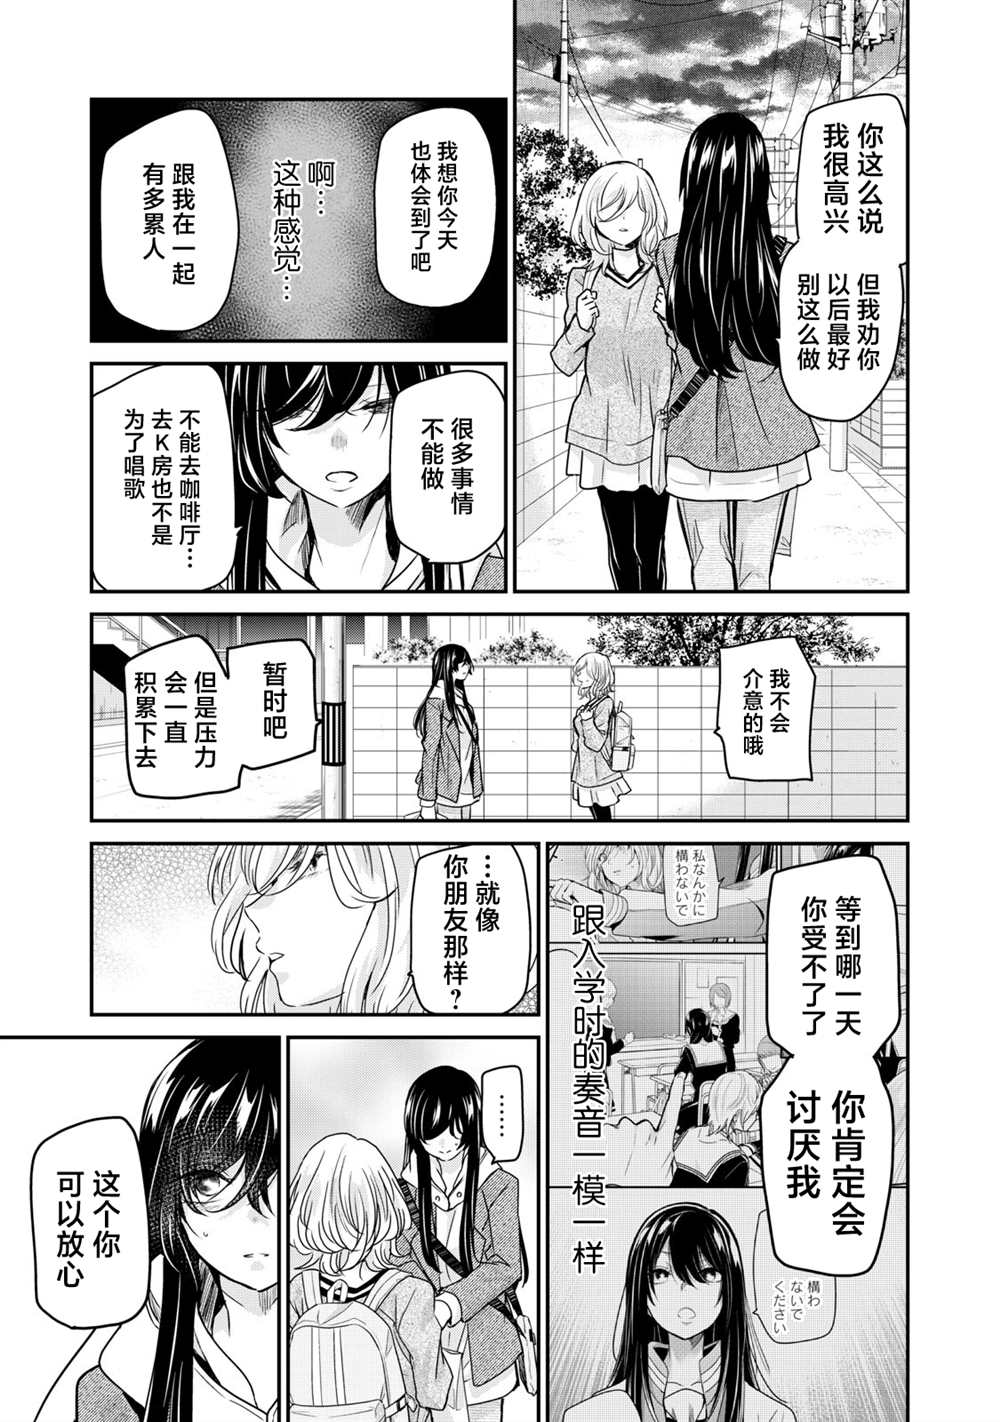 你这么说
我很高兴
但我劝你
以后最好
别这么做
我想你今天
也体会到了吧
啊…
这种感觉…
跟我在一起
有多累人
很多事情
不能做
不能去咖啡厅…
去K房也不是
为了唱歌
我不会
介意的哦
暂时吧
但是压力
会一直
积累下去
等到哪一天
你受不了了
你肯定会
讨厌我
私なんかに
構わないで
跟入学时的奏音一模一样
構わ
ないで
ください
…就像
你朋友那样?
……
这个你
可以放心